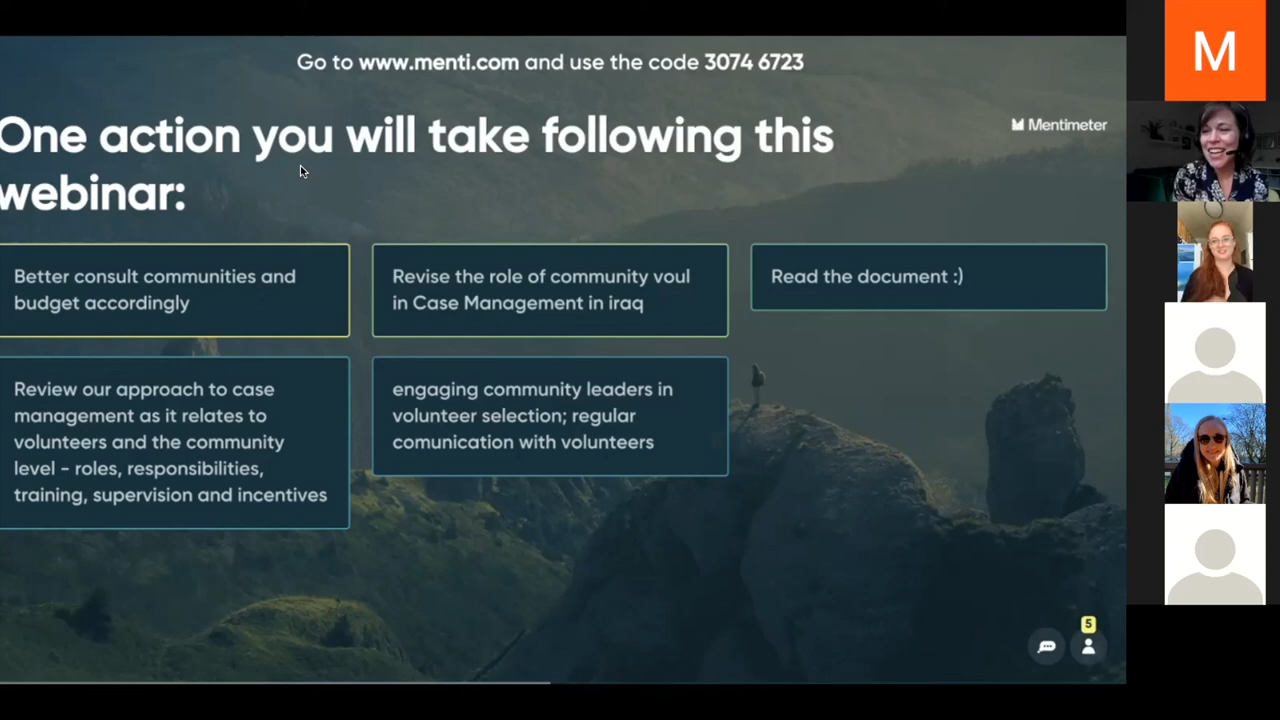 Go to www.menti.com and use the code 3074 6723
One action you will take following this
webinar:
Mentimeter
Better consult communities and
budget accordingly
Revise the role of community voul
in Case Management in iraq
Read the document :)
Review our approach to case
management as it relates to
volunteers and the community
level - roles, responsibilities,
training, supervision and incentives
engaging community leaders in
volunteer selection; regular
comunication with volunteers
5
M